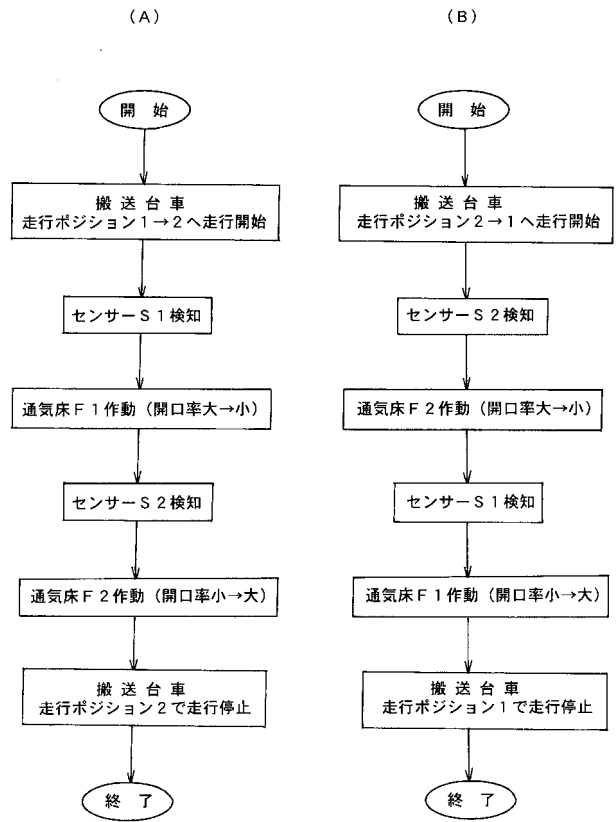 (A)
開 始
搬 送 台 車
走行ポジション1→2へ走行開始
センサーS1検知
通気床F1作動(開口率大→小)
センサーS2検知
通気床F2作動(開口率小→大)
搬 送 台 車
走行ポジション2で走行停止
終 了
(B)
開 始
搬 送 台 車
走行ポジション2→1へ走行開始
センサーS2検知
通気床F2作動(開口率大→小)
センサーS1検知
通気床F1作動(開口率小→大)
搬 送 台 車
走行ポジション1で走行停止
終 了